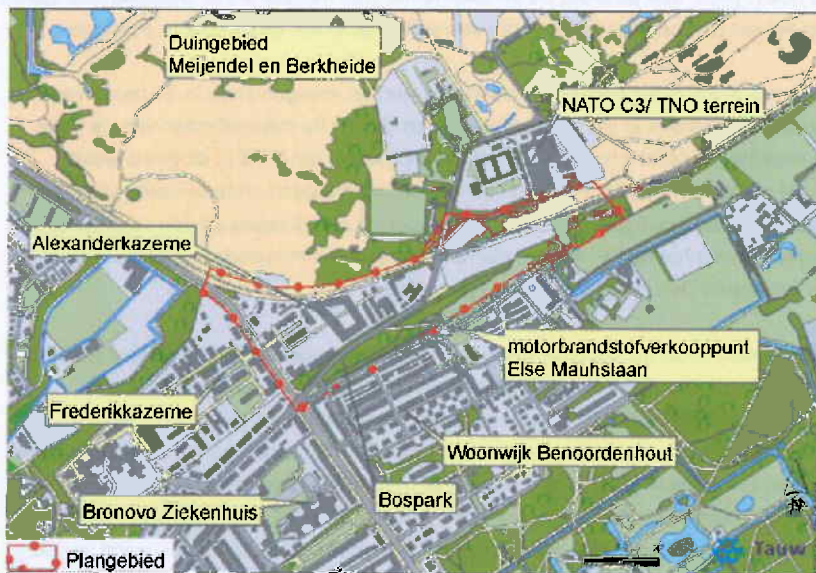 Duingebied
Meijendel en Berkheide
NATO C3/ TNO terrein
Alexanderkazerne
motorbrandstofverkooppunt
Else Mauhslaan
Frederikkazerne
Woonwijk Benoordenhout
Bospark
Bronovo Ziekenhuis
Plangebied
Tauw